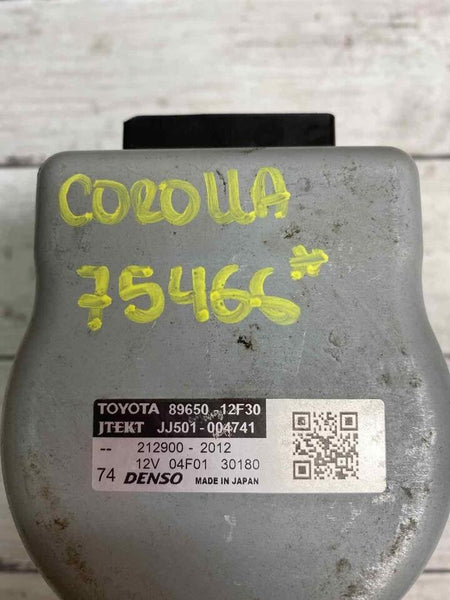 COROLLA
75466#
TOYOTA 89650-12F30
JTEKT JJ501-004741
-- 212900-2012
12V 04F01 30180
74 DENSO MADE IN JAPAN